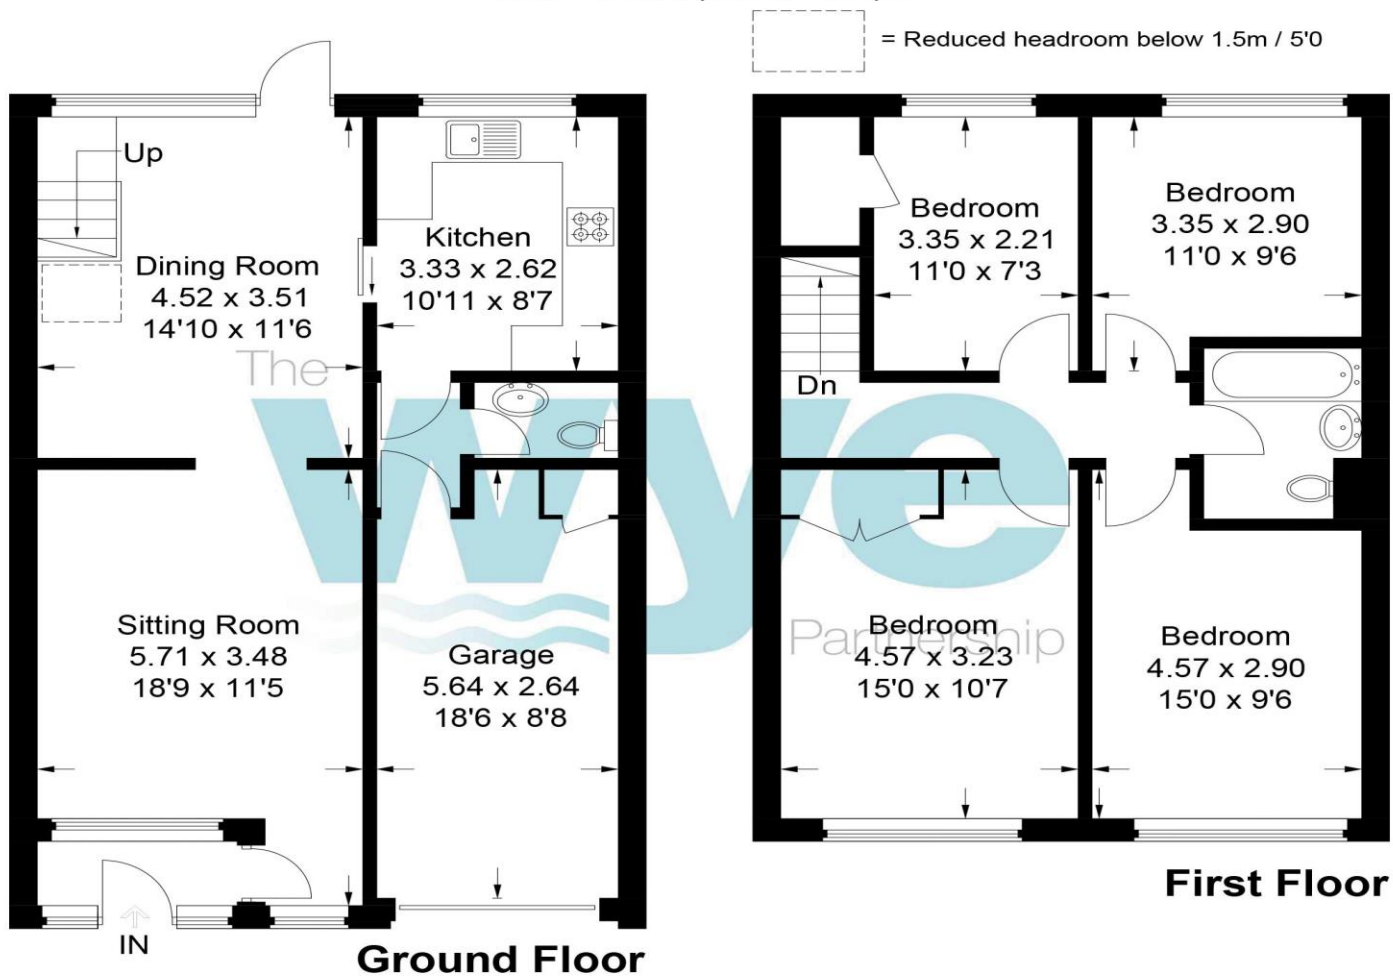 = Reduced headroom below 1.5m / 5'0
Up
Dining Room
4.52 x 3.51
14'10 x 11'6
Kitchen
3.33 x 2.62
10'11 x 8'7
Sitting Room
5.71 x 3.48
18'9 x 11'5
Garage
5.64 x 2.64
18'6 x 8'8
IN
Ground Floor
Bedroom
3.35 x 2.21
11'0 x 7'3
Bedroom
3.35 x 2.90
11'0 x 9'6
Dn
Bedroom
4.57 x 3.23
15'0 x 10'7
Bedroom
4.57 x 2.90
15'0 x 9'6
First Floor
The
wye
Partnership